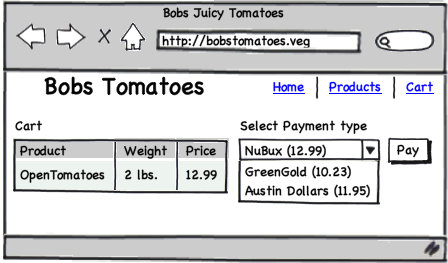 Bobs Juicy Tomatoes
X
http://bobstomatoes.veg
Bobs Tomatoes
Home Products Cart
Cart
Product Weight Price
OpenTomatoes 2 lbs. 12.99
Select Payment type
NuBux (12.99)
GreenGold (10.23)
Austin Dollars (11.95)
Pay